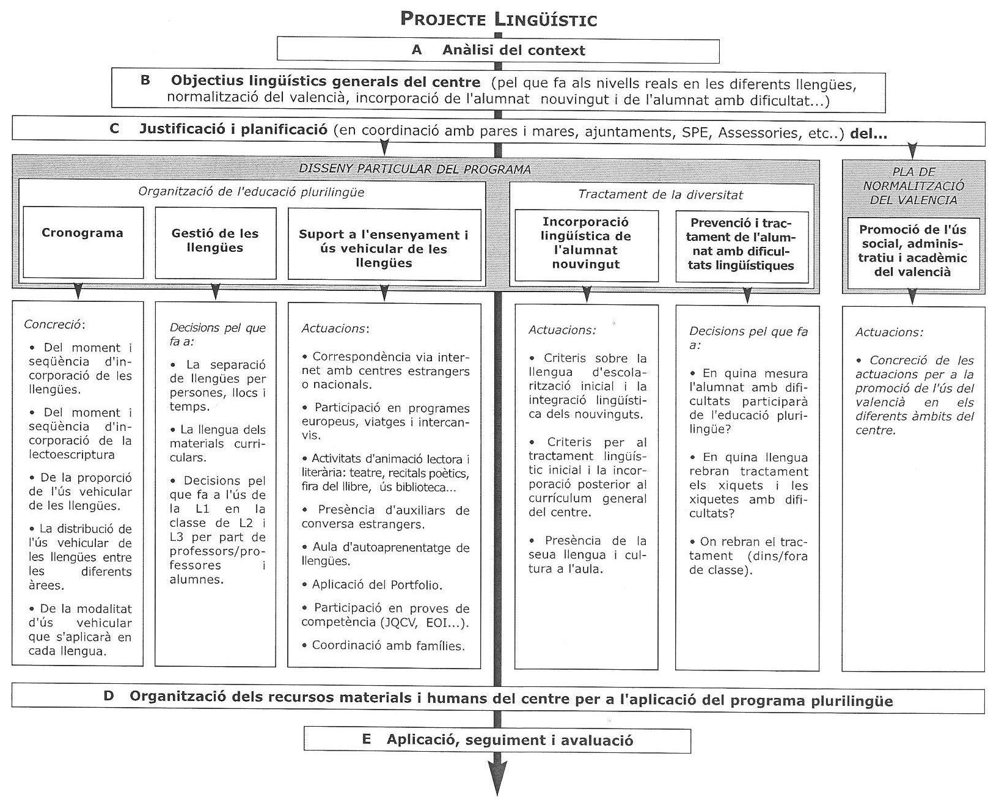 PROJECTE LINGÜÍSTIC
A Anàlisi del context
B Objectius lingüístics generals del centre (pel que fa als nivells reals en les diferents llengües,
normalització del valencià, incorporació de l'alumnat nouvingut i de l'alumnat amb dificultat...)
C Justificació i planificació (en coordinació amb pares i mares, ajuntaments, SPE, Assessories, etc..) del...
DISSENY PARTICULAR DEL PROGRAMA
Organització de l'educació plurilingüe
Cronograma
Gestió de les
llengües
Suport a l'ensenyament i
ús vehicular de les
llengües
Tractament de la diversitat
Incorporació
lingüística de
l'alumnat
nouvingut
Prevenció i trac-
tament de l'alum-
nat amb dificul-
tats lingüístiques
PLA DE
NORMALITZACIÓ
DEL VALENCIA
Promoció de l'ús
social, adminis-
tratiu i acadèmic
del valencià
Concreció:
• Del moment i
seqüència d'in-
corporació de les
llengües.
• Del moment i
seqüència d'in-
corporació de la
lectoescriptura
• De la proporció
de l'ús vehicular
de les llengües.
• La distribució de
l'ús vehicular de
les llengües entre
les diferents
àrees.
• De la modalitat
d'ús vehicular
que s'aplicarà en
cada llengua.
Decisions pel que
fa a:
• La separació
de llengües per
persones, llocs i
temps.
• La llengua dels
materials curri-
culars.
• Decisions pel
que fa a l'ús de
la L1 en la
classe de L2 i
L3 per part de
professors/pro-
fessores i
alumnes.
Actuacions:
• Correspondència via inter-
net amb centres estrangers
o nacionals.
• Participació en programes
europeus, viatges i intercan-
vis.
• Activitats d'animació lectora i
literària: teatre, recitals poètics,
fira del llibre, ús biblioteca...
• Presència d'auxiliars de
conversa estrangers.
• Aula d'autoaprenentatge de
llengües.
• Aplicació del Portfolio.
• Participació en proves de
competència (JQCV, EOI...).
• Coordinació amb famílies.
Actuacions:
• Criteris sobre la
llengua d'escola-
rització inicial i la
integració lingüísti-
ca dels nouvinguts.
• Criteris per al
tractament lingüís-
tic inicial i la incor-
poració posterior al
currículum general
del centre.
• Presència de la
seua llengua i cul-
tura a l'aula.
Decisions pel que fa
a:
• En quina mesura
l'alumnat amb difi-
cultats participarà
de l'educació pluri-
lingüe?
• En quina llengua
rebran tractament
els xiquets i les
xiquetes amb difi-
cultats?
• On rebran el trac-
tament (dins/fora
de classe).
Actuacions:
• Concreció de les
actuacions per a la
promoció de l'ús del
valencià en els
diferents àmbits del
centre.
D Organització dels recursos materials i humans del centre per a l'aplicació del programa plurilingüe
E Aplicació, seguiment i avaluació